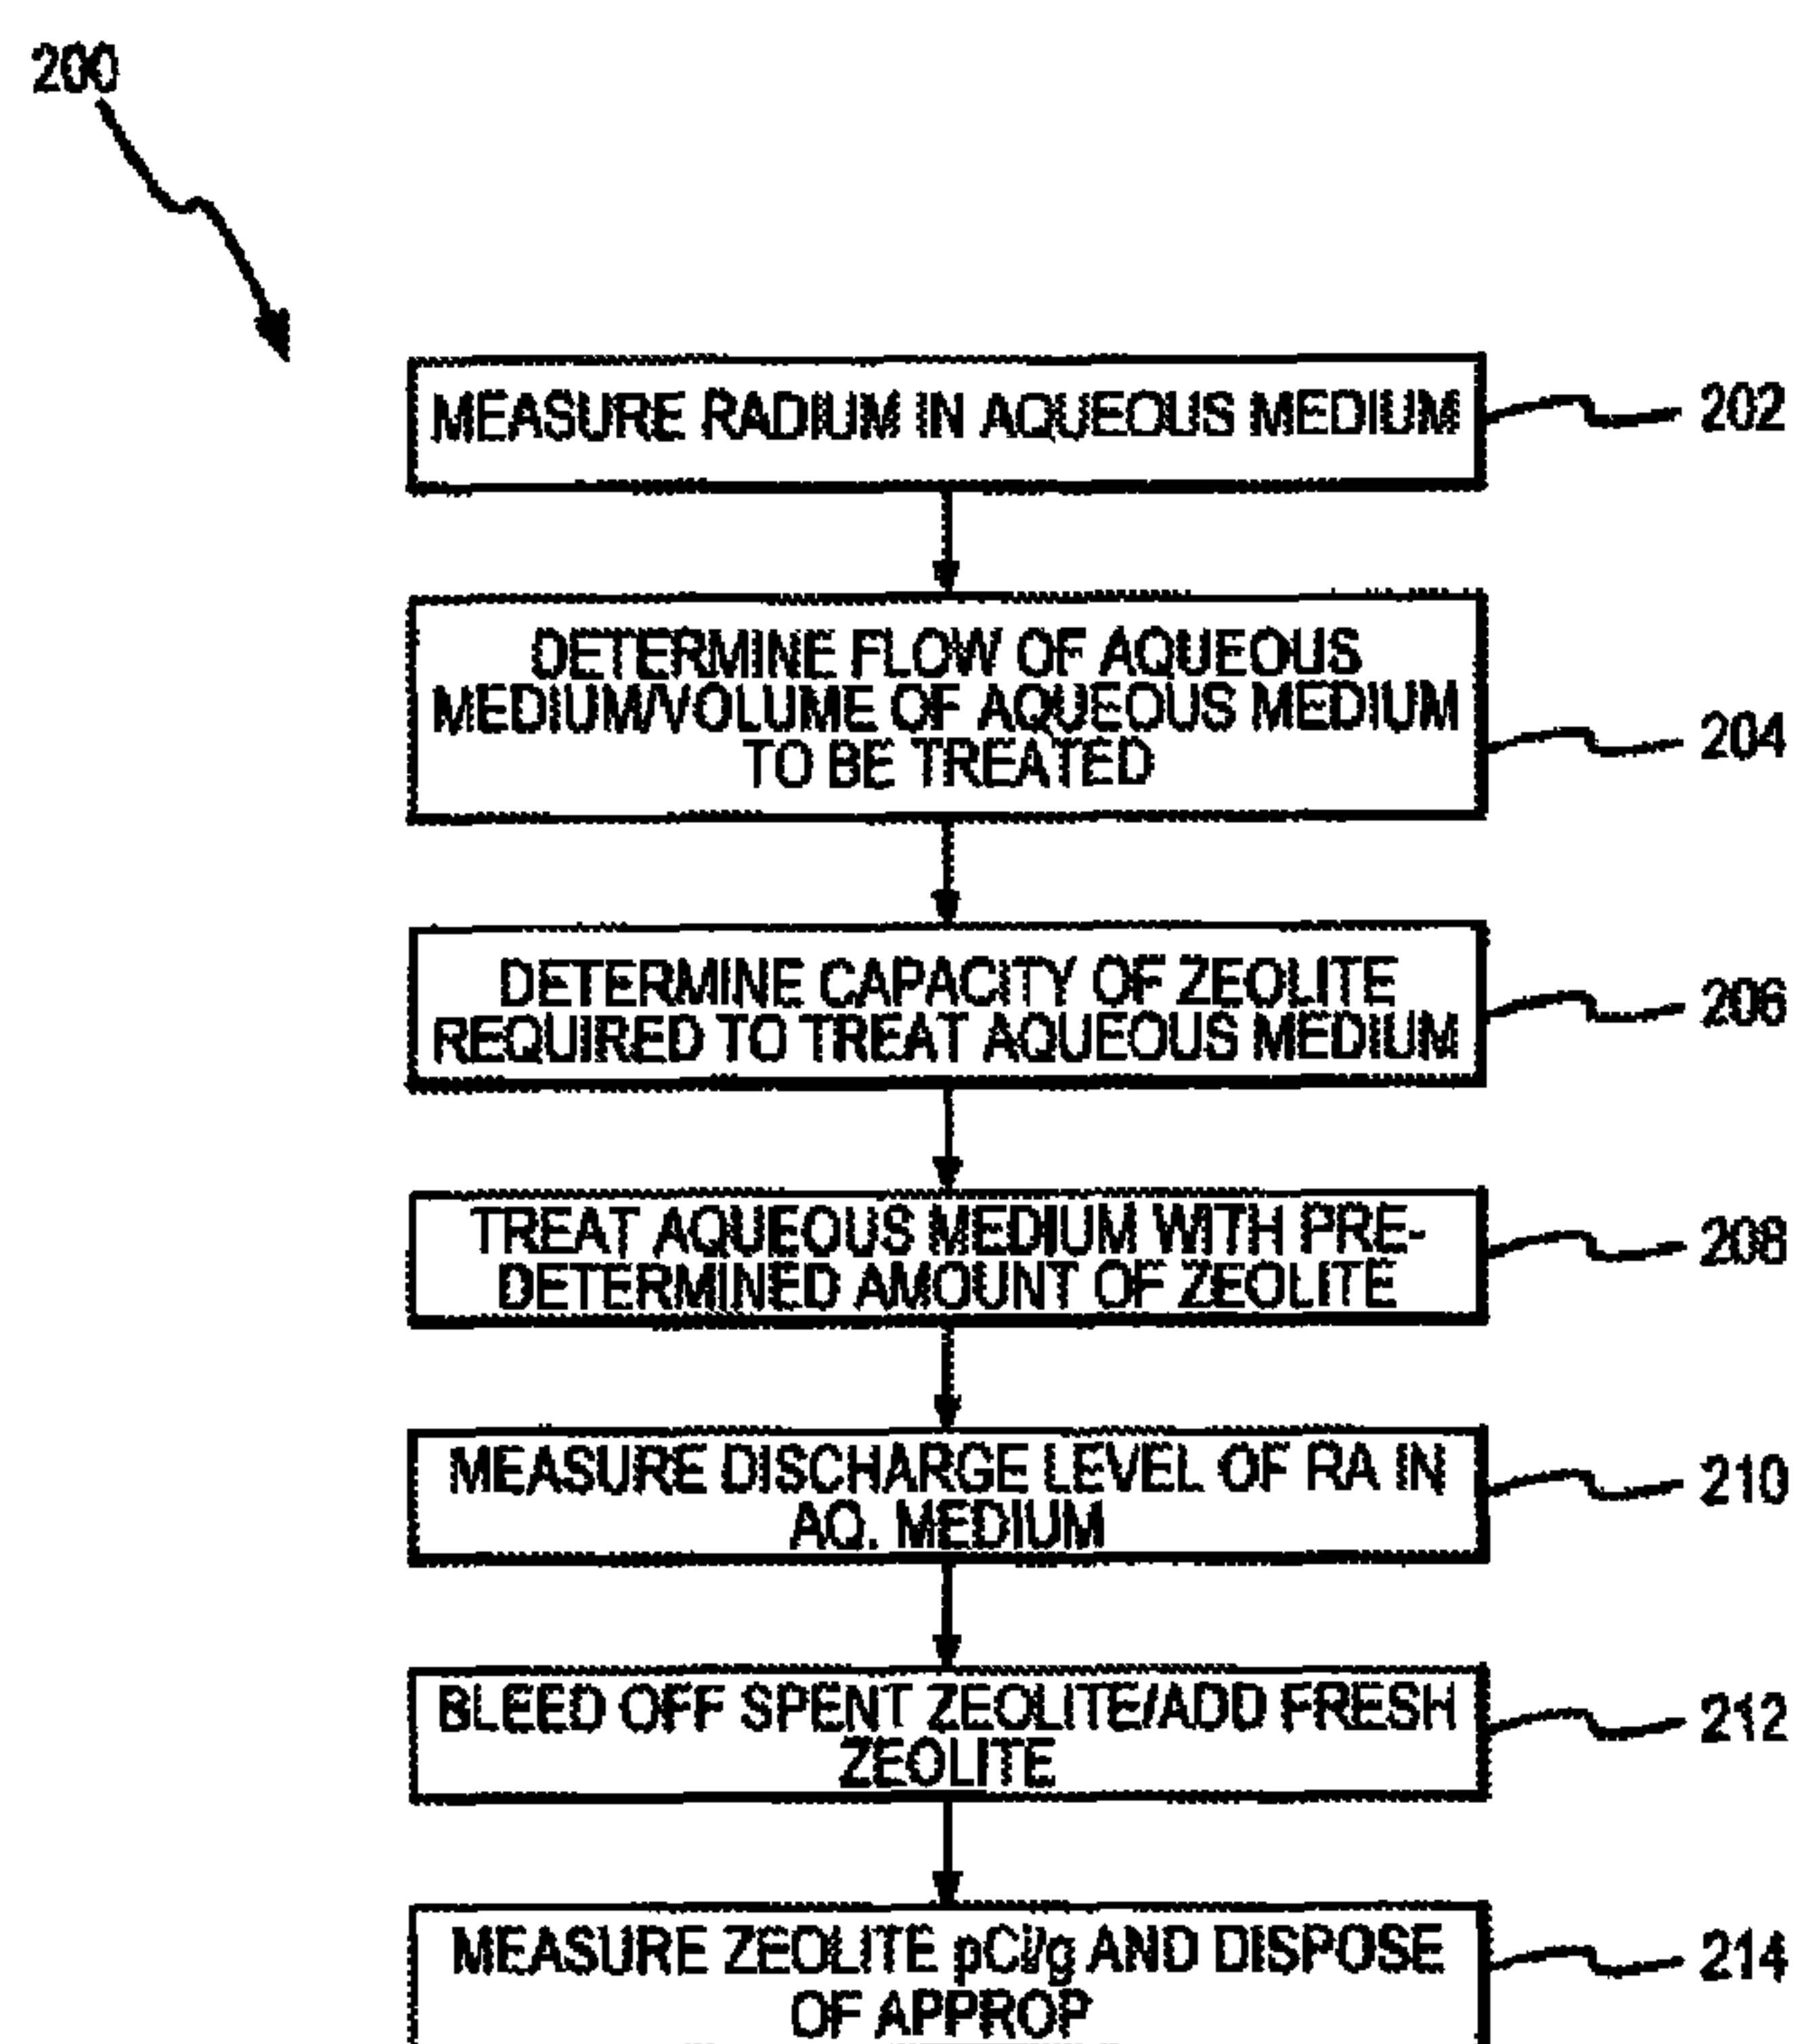 200
MEASURE RADIUM IN AQUEOUS MEDIUM
202
DETERMINE FLOW OF AQUEOUS
MEDIUM/VOLUME OF AQUEOUS MEDIUM
TO BE TREATED
204
DETERMINE CAPACITY OF ZEOLITE
REQUIRED TO TREAT AQUEOUS MEDIUM
206
TREAT AQUEOUS MEDIUM WITH PRE-
DETERMINED AMOUNT OF ZEOLITE
208
MEASURE DISCHARGE LEVEL OF RA IN
AQ. MEDIUM
210
BLEED OFF SPENT ZEOLITE/ADD FRESH
ZEOLITE
212
MEASURE ZEOLITE pCi/g AND DISPOSE
OF APPROP
214